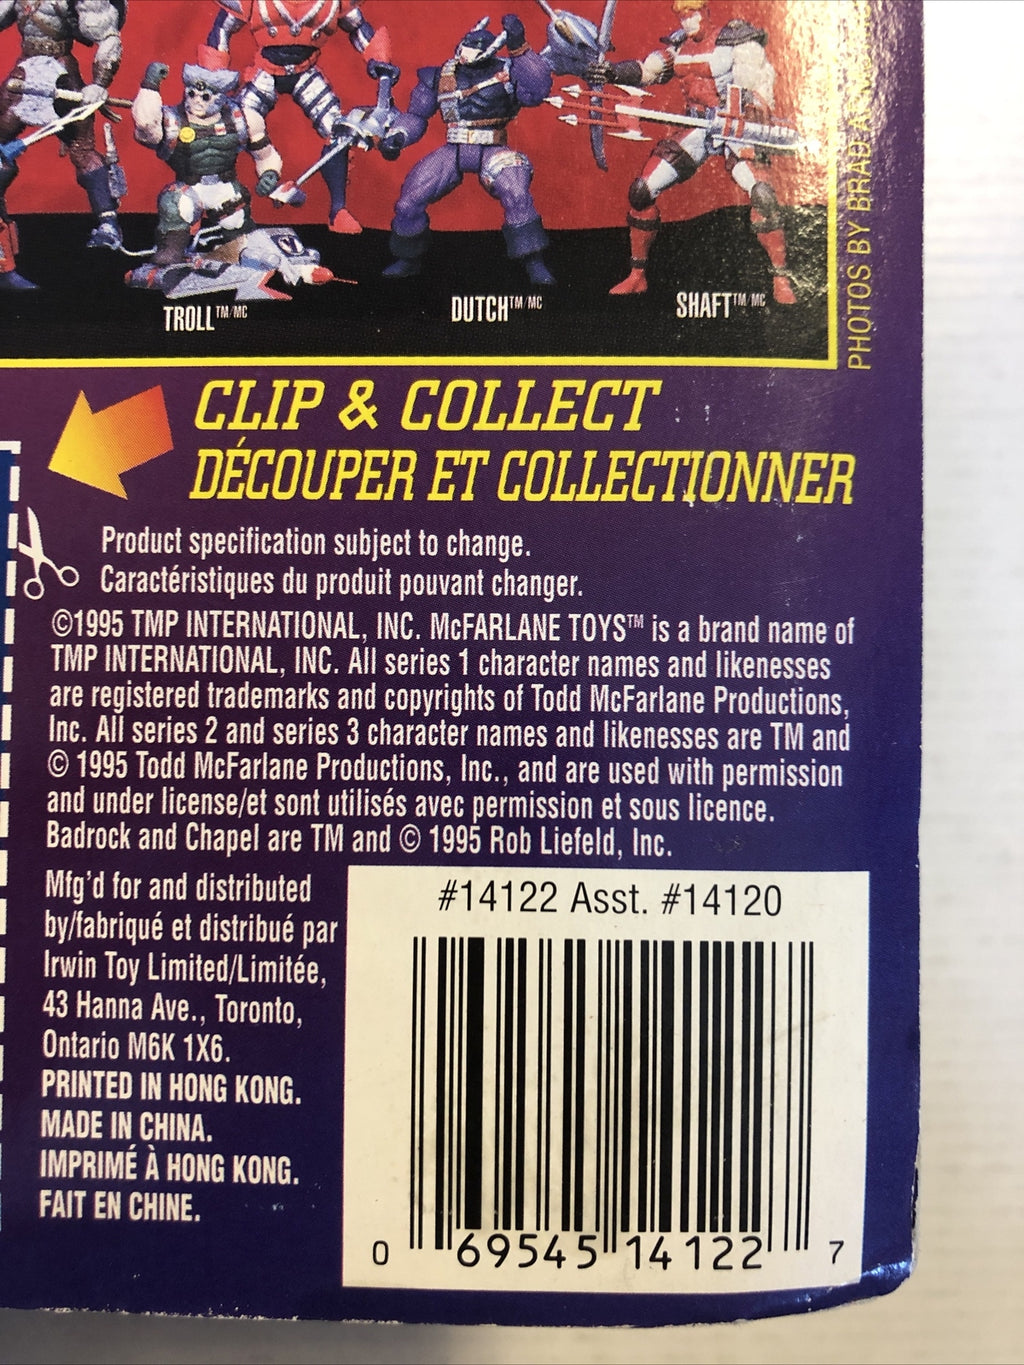 TROLL™/MC
DUTCH™/MC
SHAFT™/MC
PHOTOS BY BRAD
CLIP & COLLECT
DÉCOUPER ET COLLECTIONNER
Product specification subject to change.
Caractéristiques du produit pouvant changer.
©1995 TMP INTERNATIONAL, INC. McFARLANE TOYS™ is a brand name of
TMP INTERNATIONAL, INC. All series 1 character names and likenesses
are registered trademarks and copyrights of Todd McFarlane Productions,
Inc. All series 2 and series 3 character names and likenesses are TM and
© 1995 Todd McFarlane Productions, Inc., and are used with permission
and under license/et sont utilisés avec permission et sous licence.
Badrock and Chapel are TM and © 1995 Rob Liefeld, Inc.
Mfg'd for and distributed
by/fabriqué et distribué par
Irwin Toy Limited/Limitée,
43 Hanna Ave., Toronto,
Ontario M6K 1X6.
PRINTED IN HONG KONG.
MADE IN CHINA.
IMPRIMÉ À HONG KONG.
FAIT EN CHINE.
#14122 Asst. #14120
0 69545 14122 7